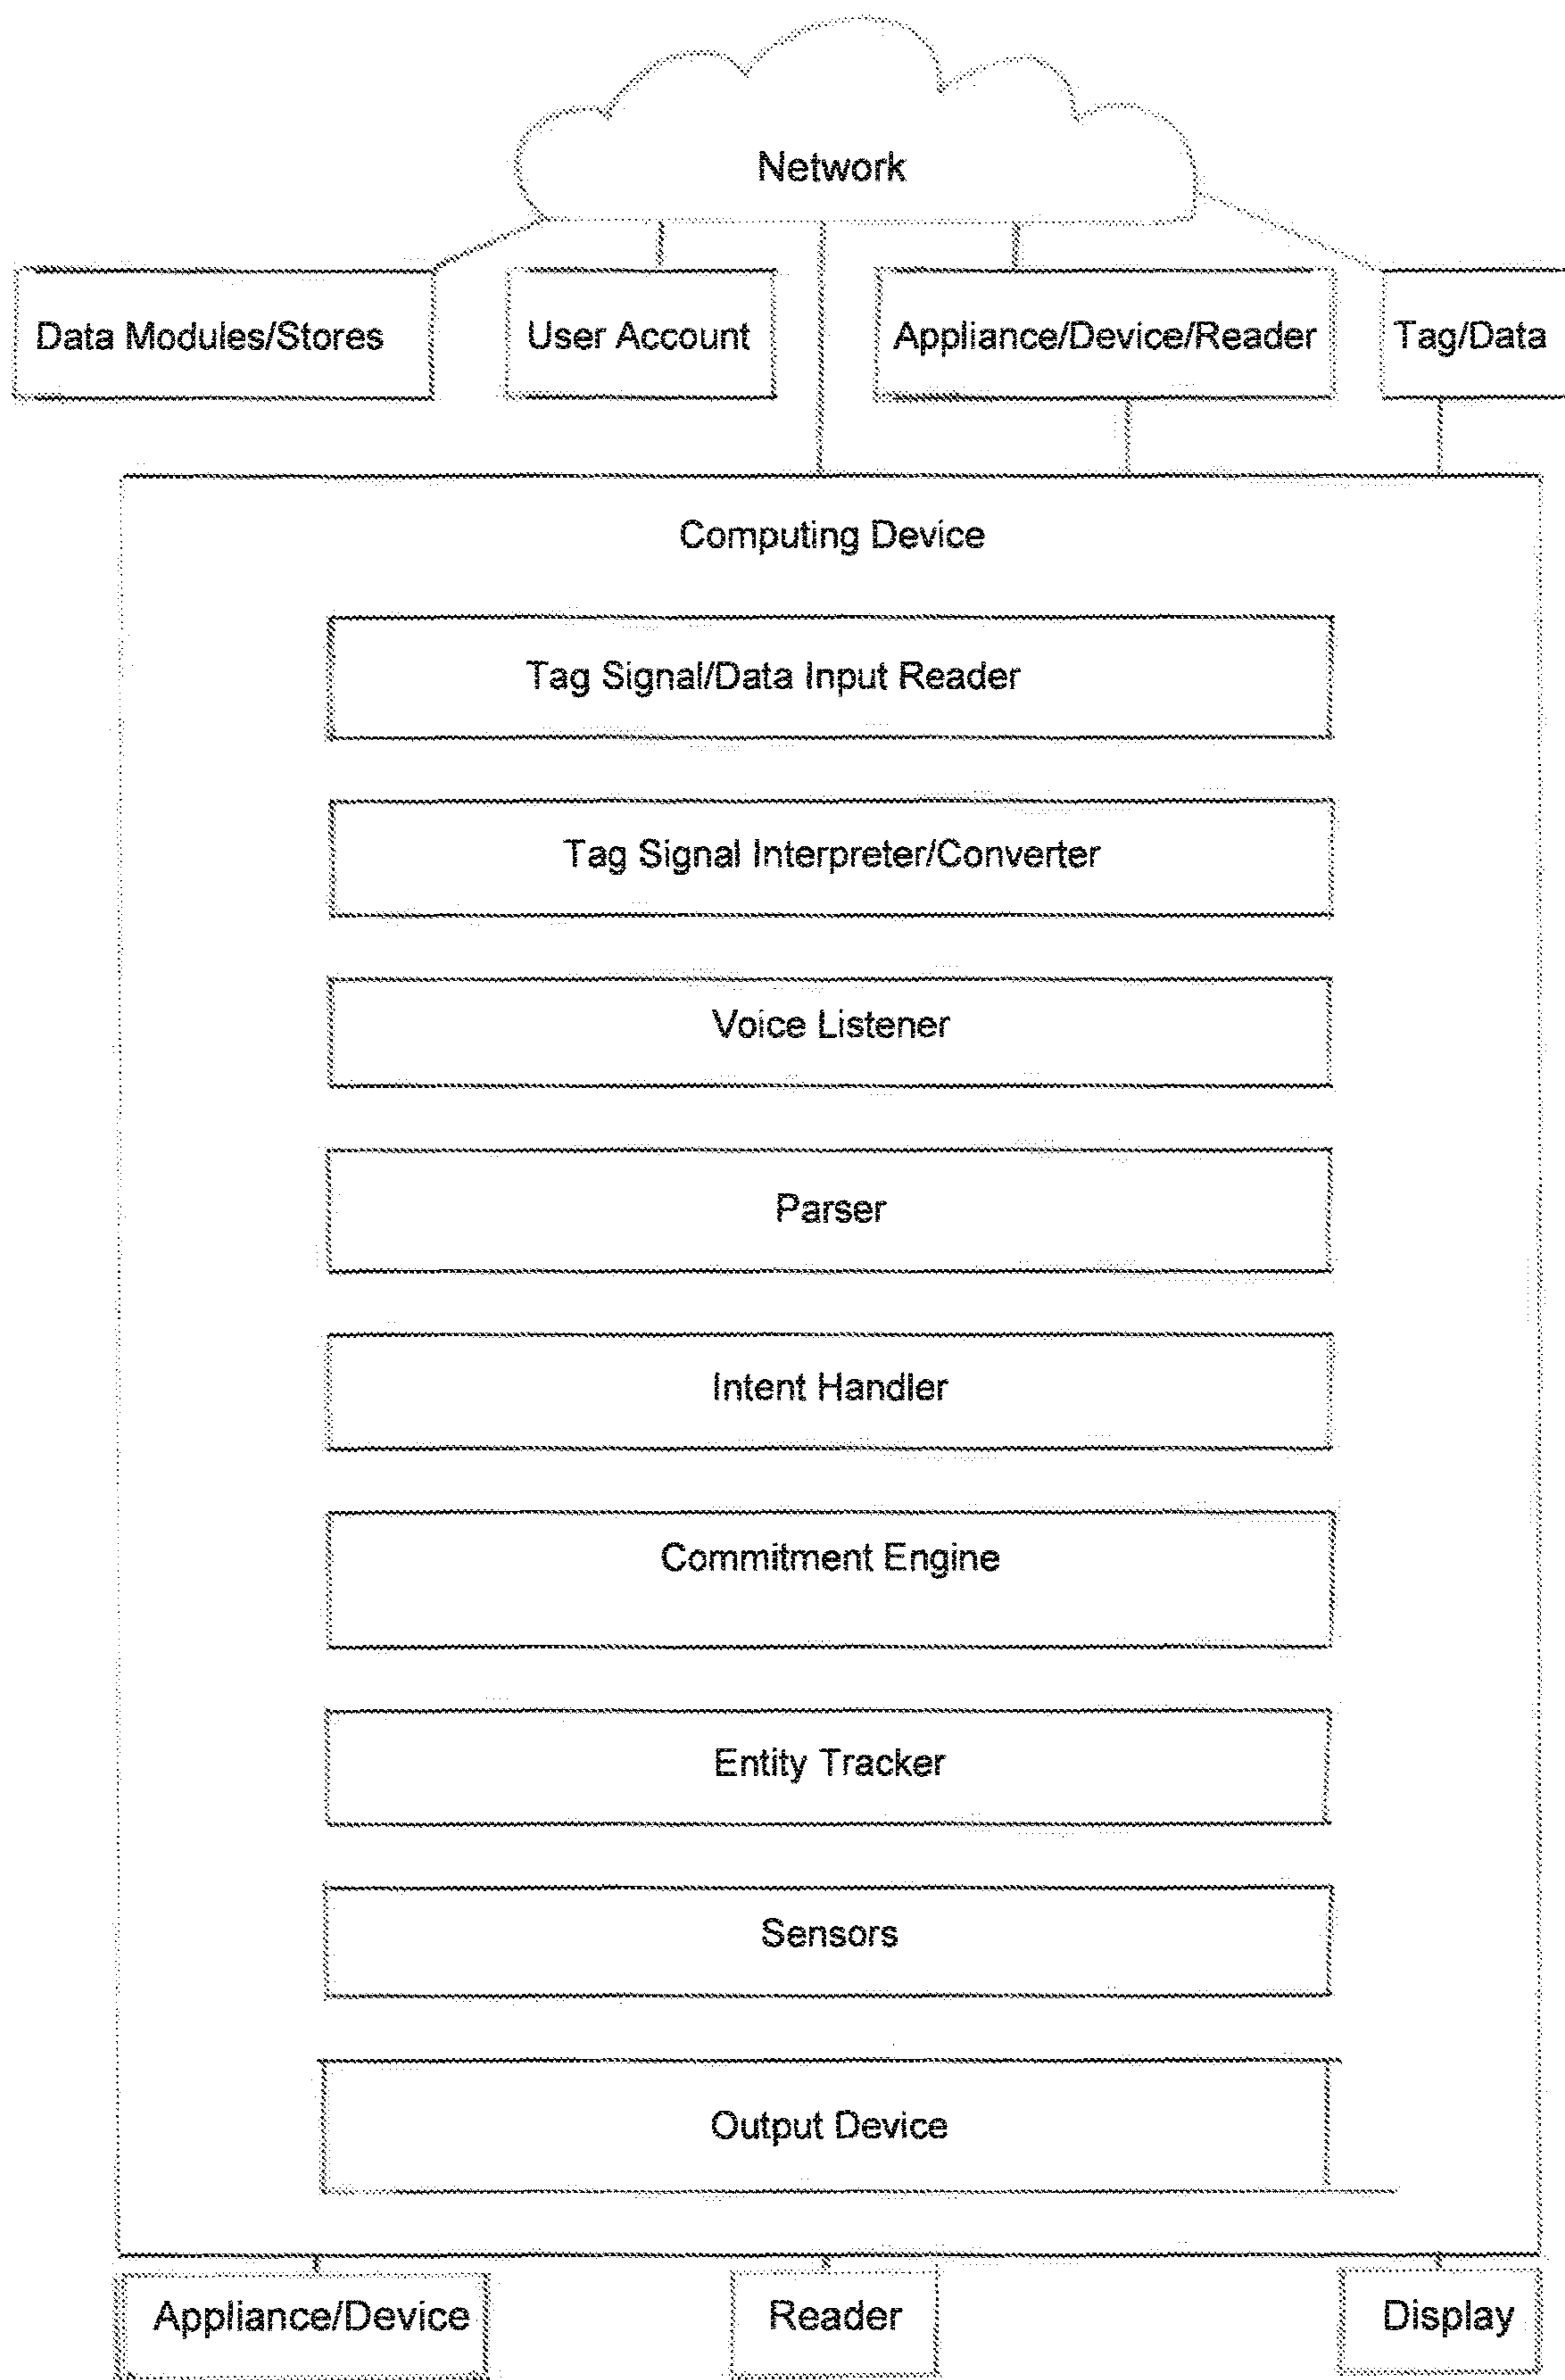 Network
Data Modules/Stores
User Account
Appliance/Device/Reader
Tag/Data
Computing Device
Tag Signal/Data Input Reader
Tag Signal Interpreter/Converter
Voice Listener
Parser
Intent Handler
Commitment Engine
Entity Tracker
Sensors
Output Device
Appliance/Device
Reader
Display